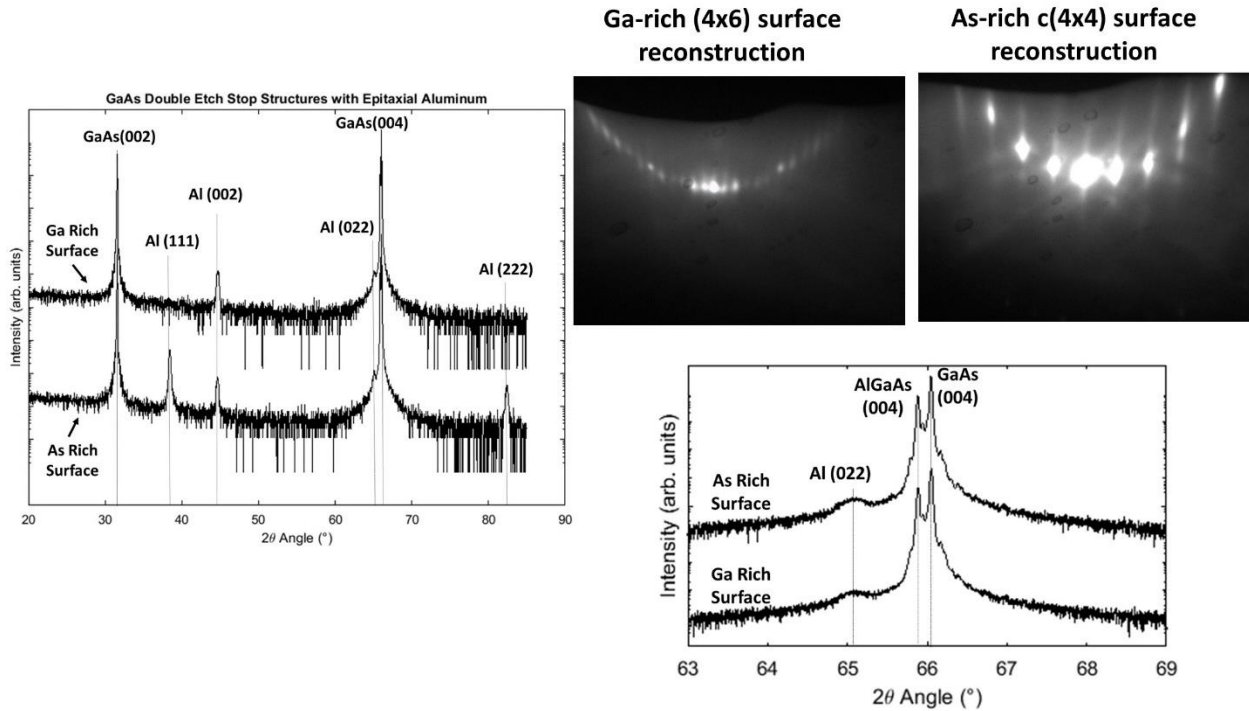 Ga-rich (4x6) surface
reconstruction
As-rich c(4x4) surface
reconstruction
GaAs Double Etch Stop Structures with Epitaxial Aluminum
GaAs(002)
GaAs(004)
Al (002)
Al (022)
Al (111)
Al (222)
Ga Rich
Surface
As Rich
Surface
Intensity (arb. units)
20 30 40 50 60 70 80 90
2θ Angle (°)
AlGaAs
(004)
GaAs
(004)
Al (022)
As Rich
Surface
Ga Rich
Surface
Intensity (arb. units)
63 64 65 66 67 68 69
2θ Angle (°)